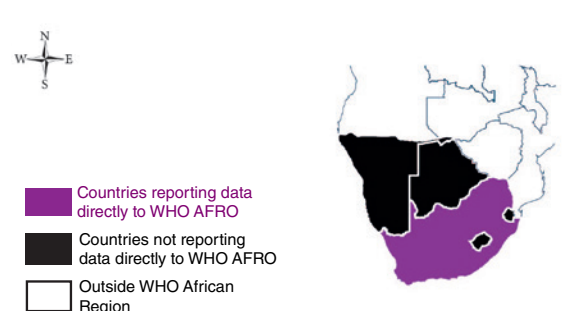 N
W E
S
Countries reporting data
directly to WHO AFRO
Countries not reporting
data directly to WHO AFRO
Outside WHO African
Region